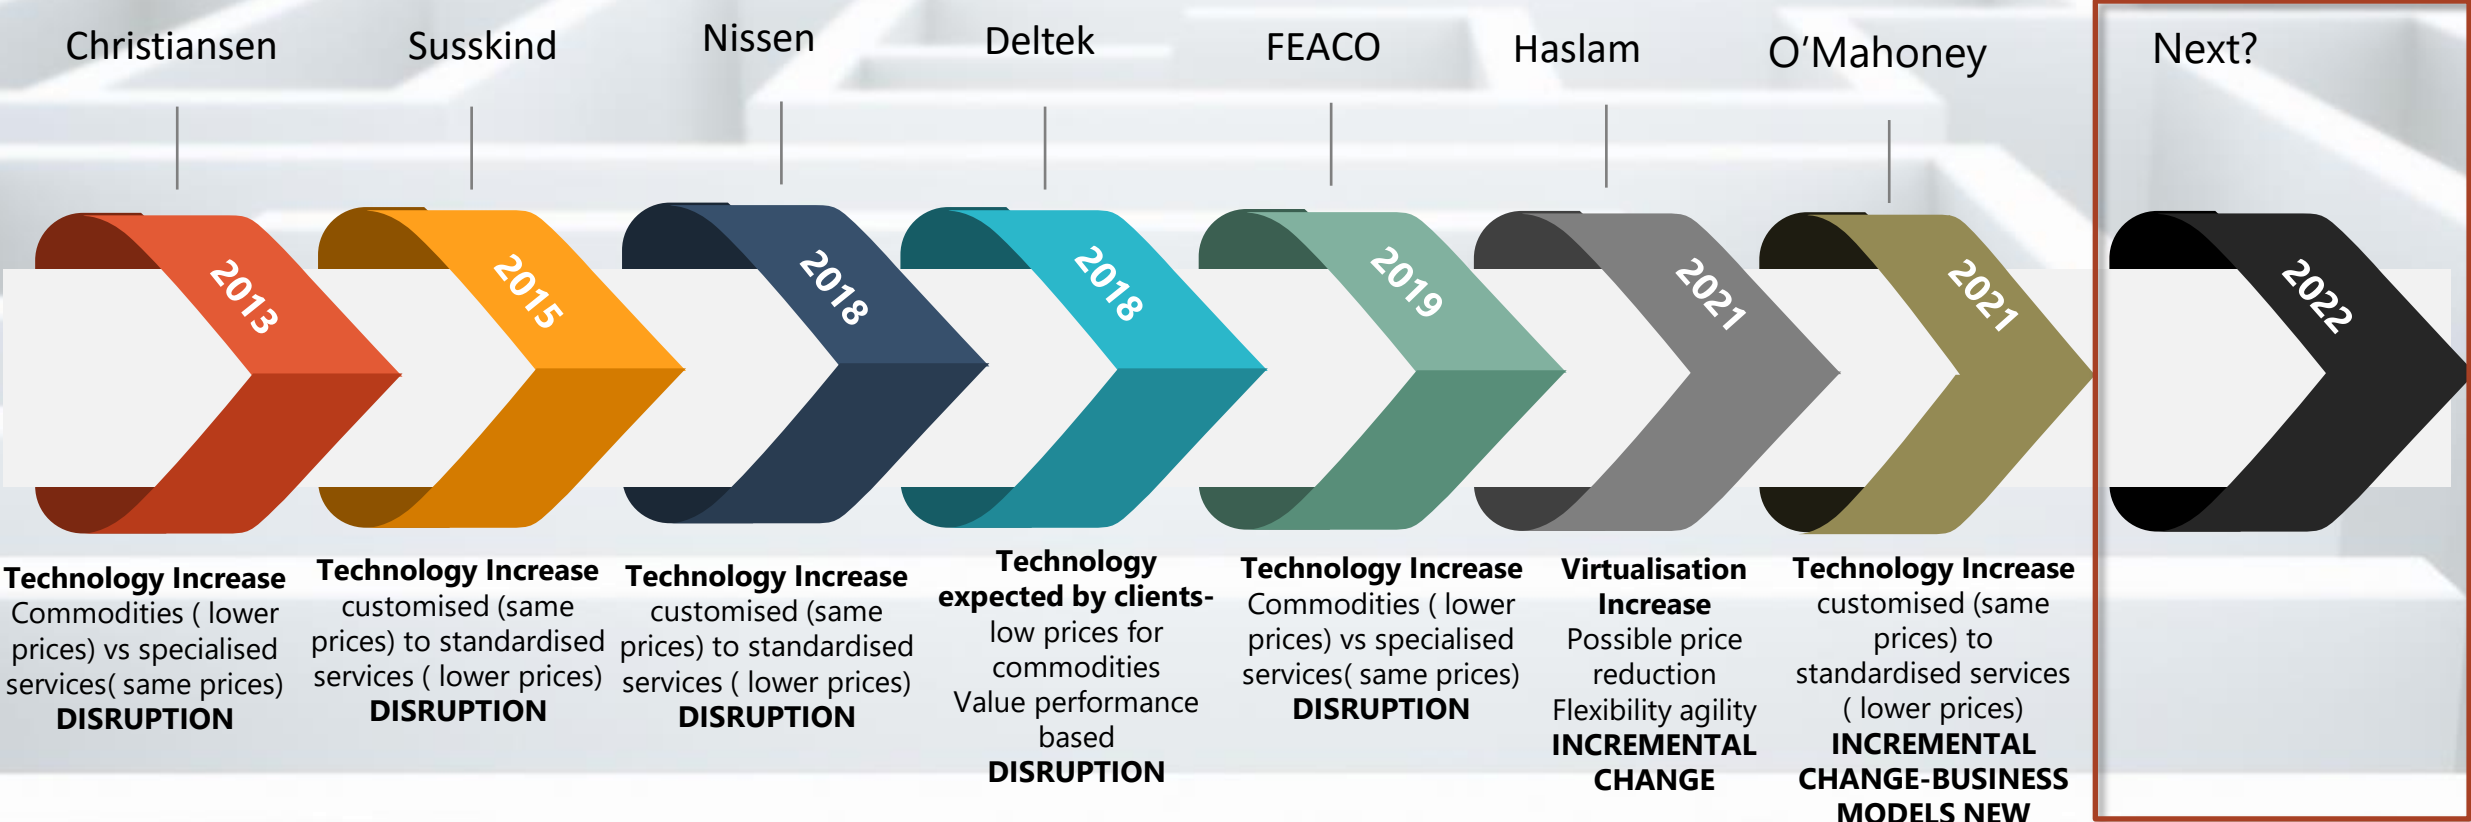 Christiansen
Susskind
Nissen
Deltek
FEACO
Haslam
O'Mahoney
Next?
2013
2015
2018
2018
2019
2021
2021
2022
Technology Increase
Commodities ( lower
prices) vs specialised
services( same prices)
DISRUPTION
Technology Increase
customised (same
prices) to standardised
services ( lower prices)
DISRUPTION
Technology Increase
customised (same
prices) to standardised
services ( lower prices)
DISRUPTION
Technology
expected by clients-
low prices for
commodities
Value performance
based
DISRUPTION
Technology Increase
Commodities ( lower
prices) vs specialised
services( same prices)
DISRUPTION
Virtualisation
Increase
Possible price
reduction
Flexibility agility
INCREMENTAL
CHANGE
Technology Increase
customised (same
prices) to
standardised services
( lower prices)
INCREMENTAL
CHANGE-BUSINESS
MODELS NEW